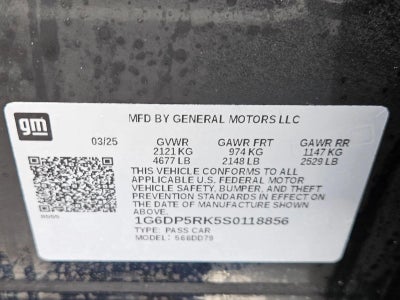 gm
MFD BY GENERAL MOTORS LLC
03/25 GVWR GAWR FRT GAWR RR
2121 KG 974 KG 1147 KG
4677 LB 2148 LB 2529 LB
THIS VEHICLE CONFORMS TO ALL
APPLICABLE U.S. FEDERAL MOTOR
VEHICLE SAFETY, BUMPER, AND THEFT
PREVENTION STANDARDS IN EFFECT ON
THE DATE OF MANUFACTURE SHOWN
ABOVE.
1G6DP5RK5S0118856
TYPE: PASS CAR
MODEL: 568DD79